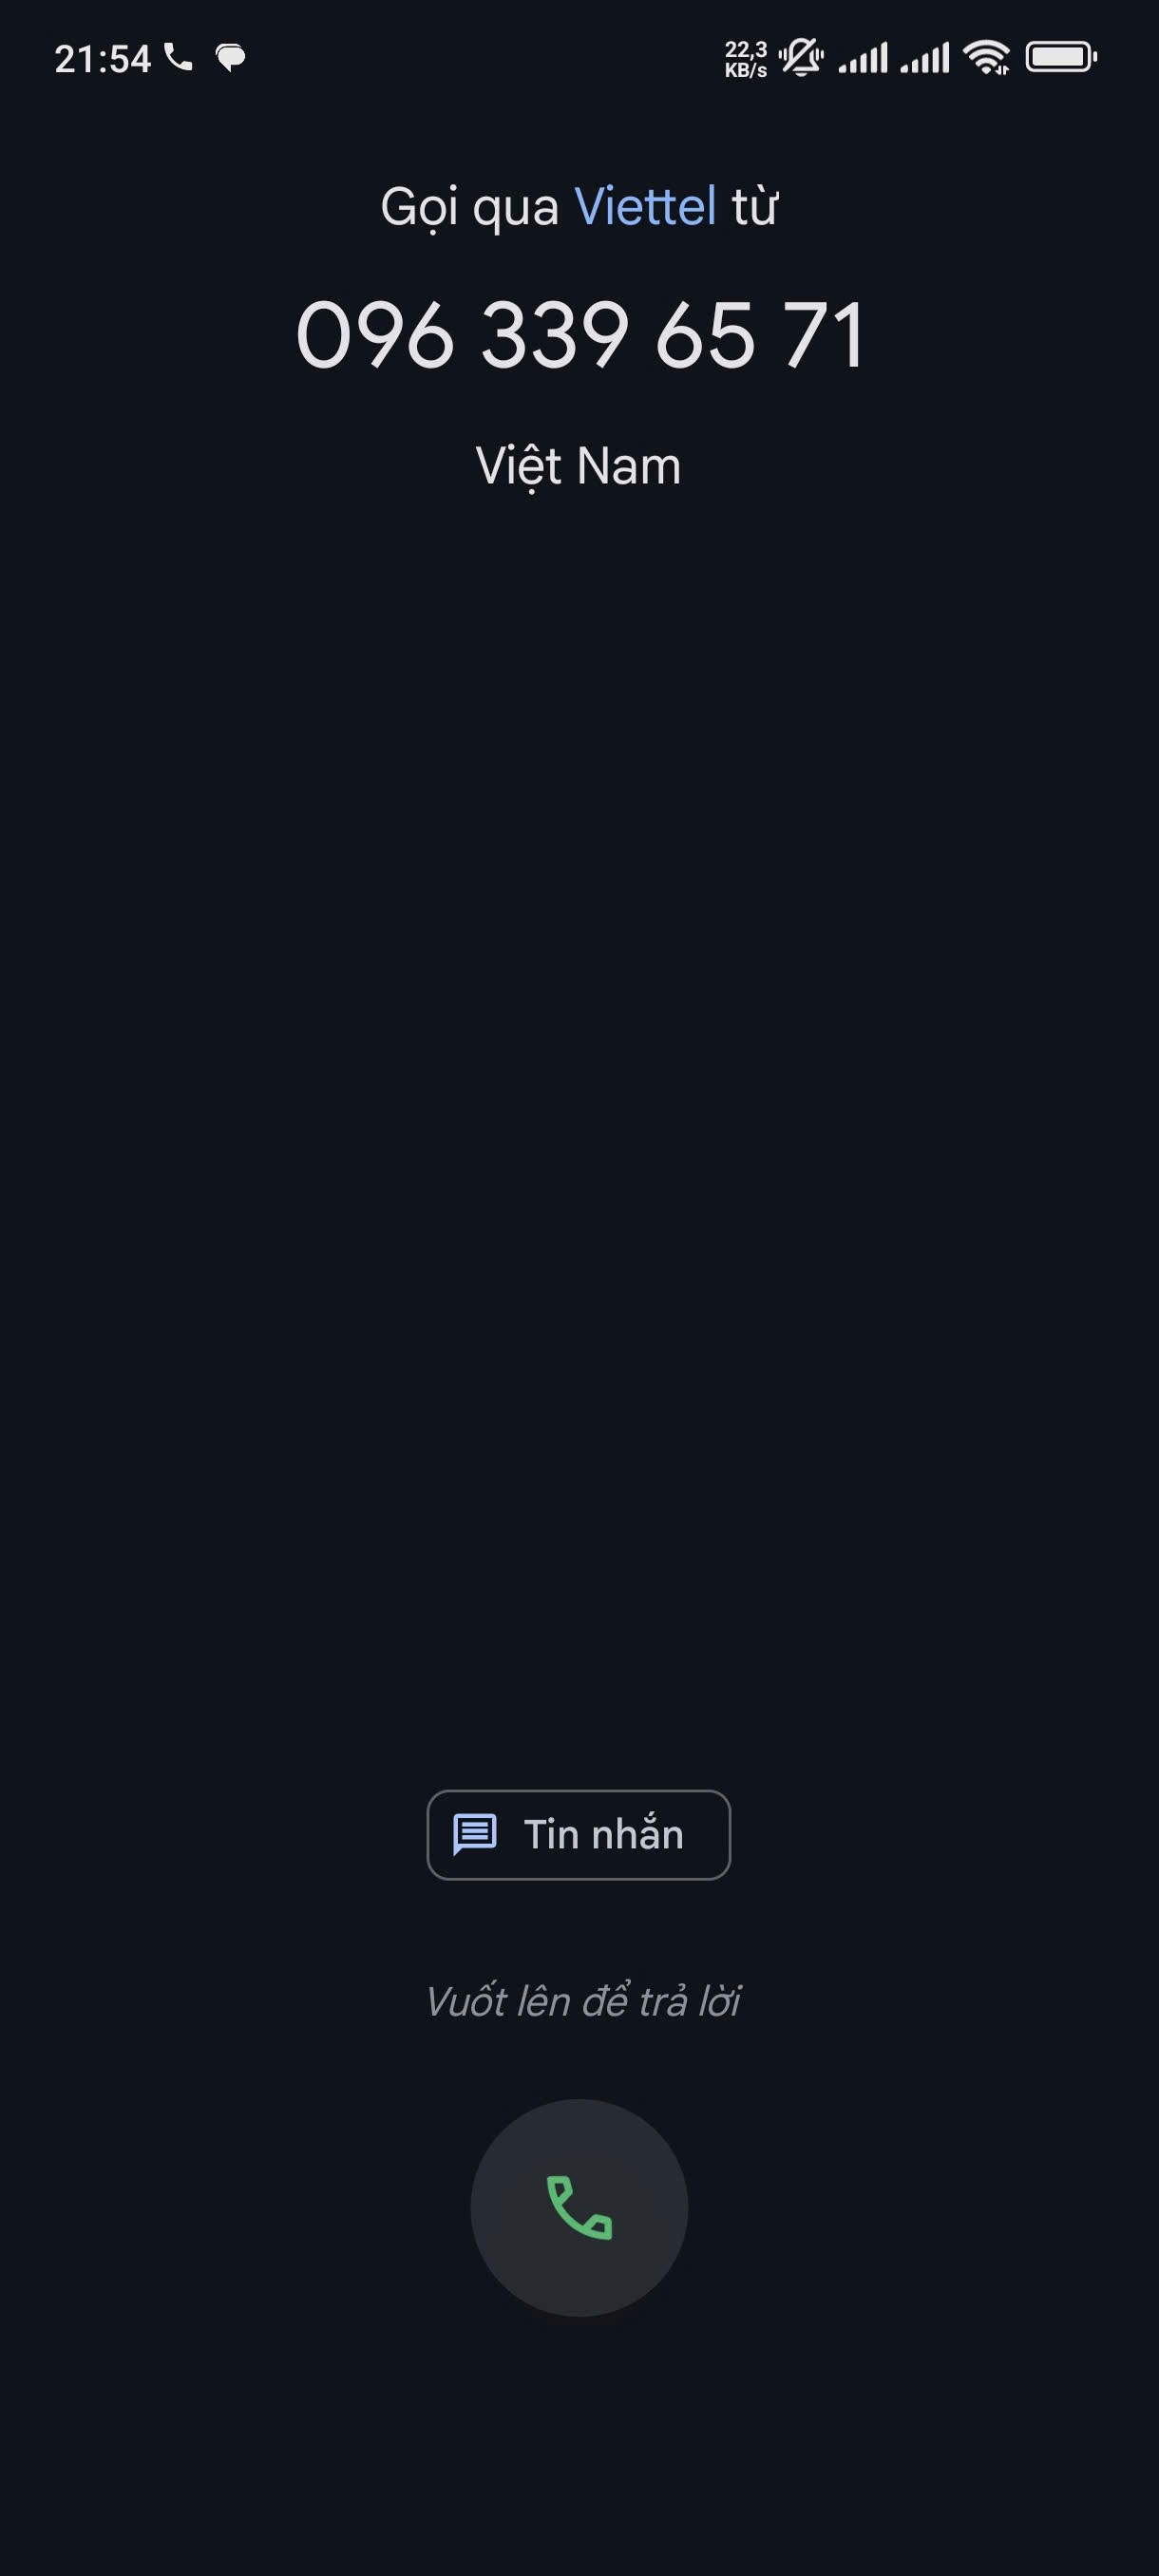 21:54
22,3
KB/s
Gọi qua Viettel từ
096 339 65 71
Việt Nam
Tin nhắn
Vuốt lên để trả lời